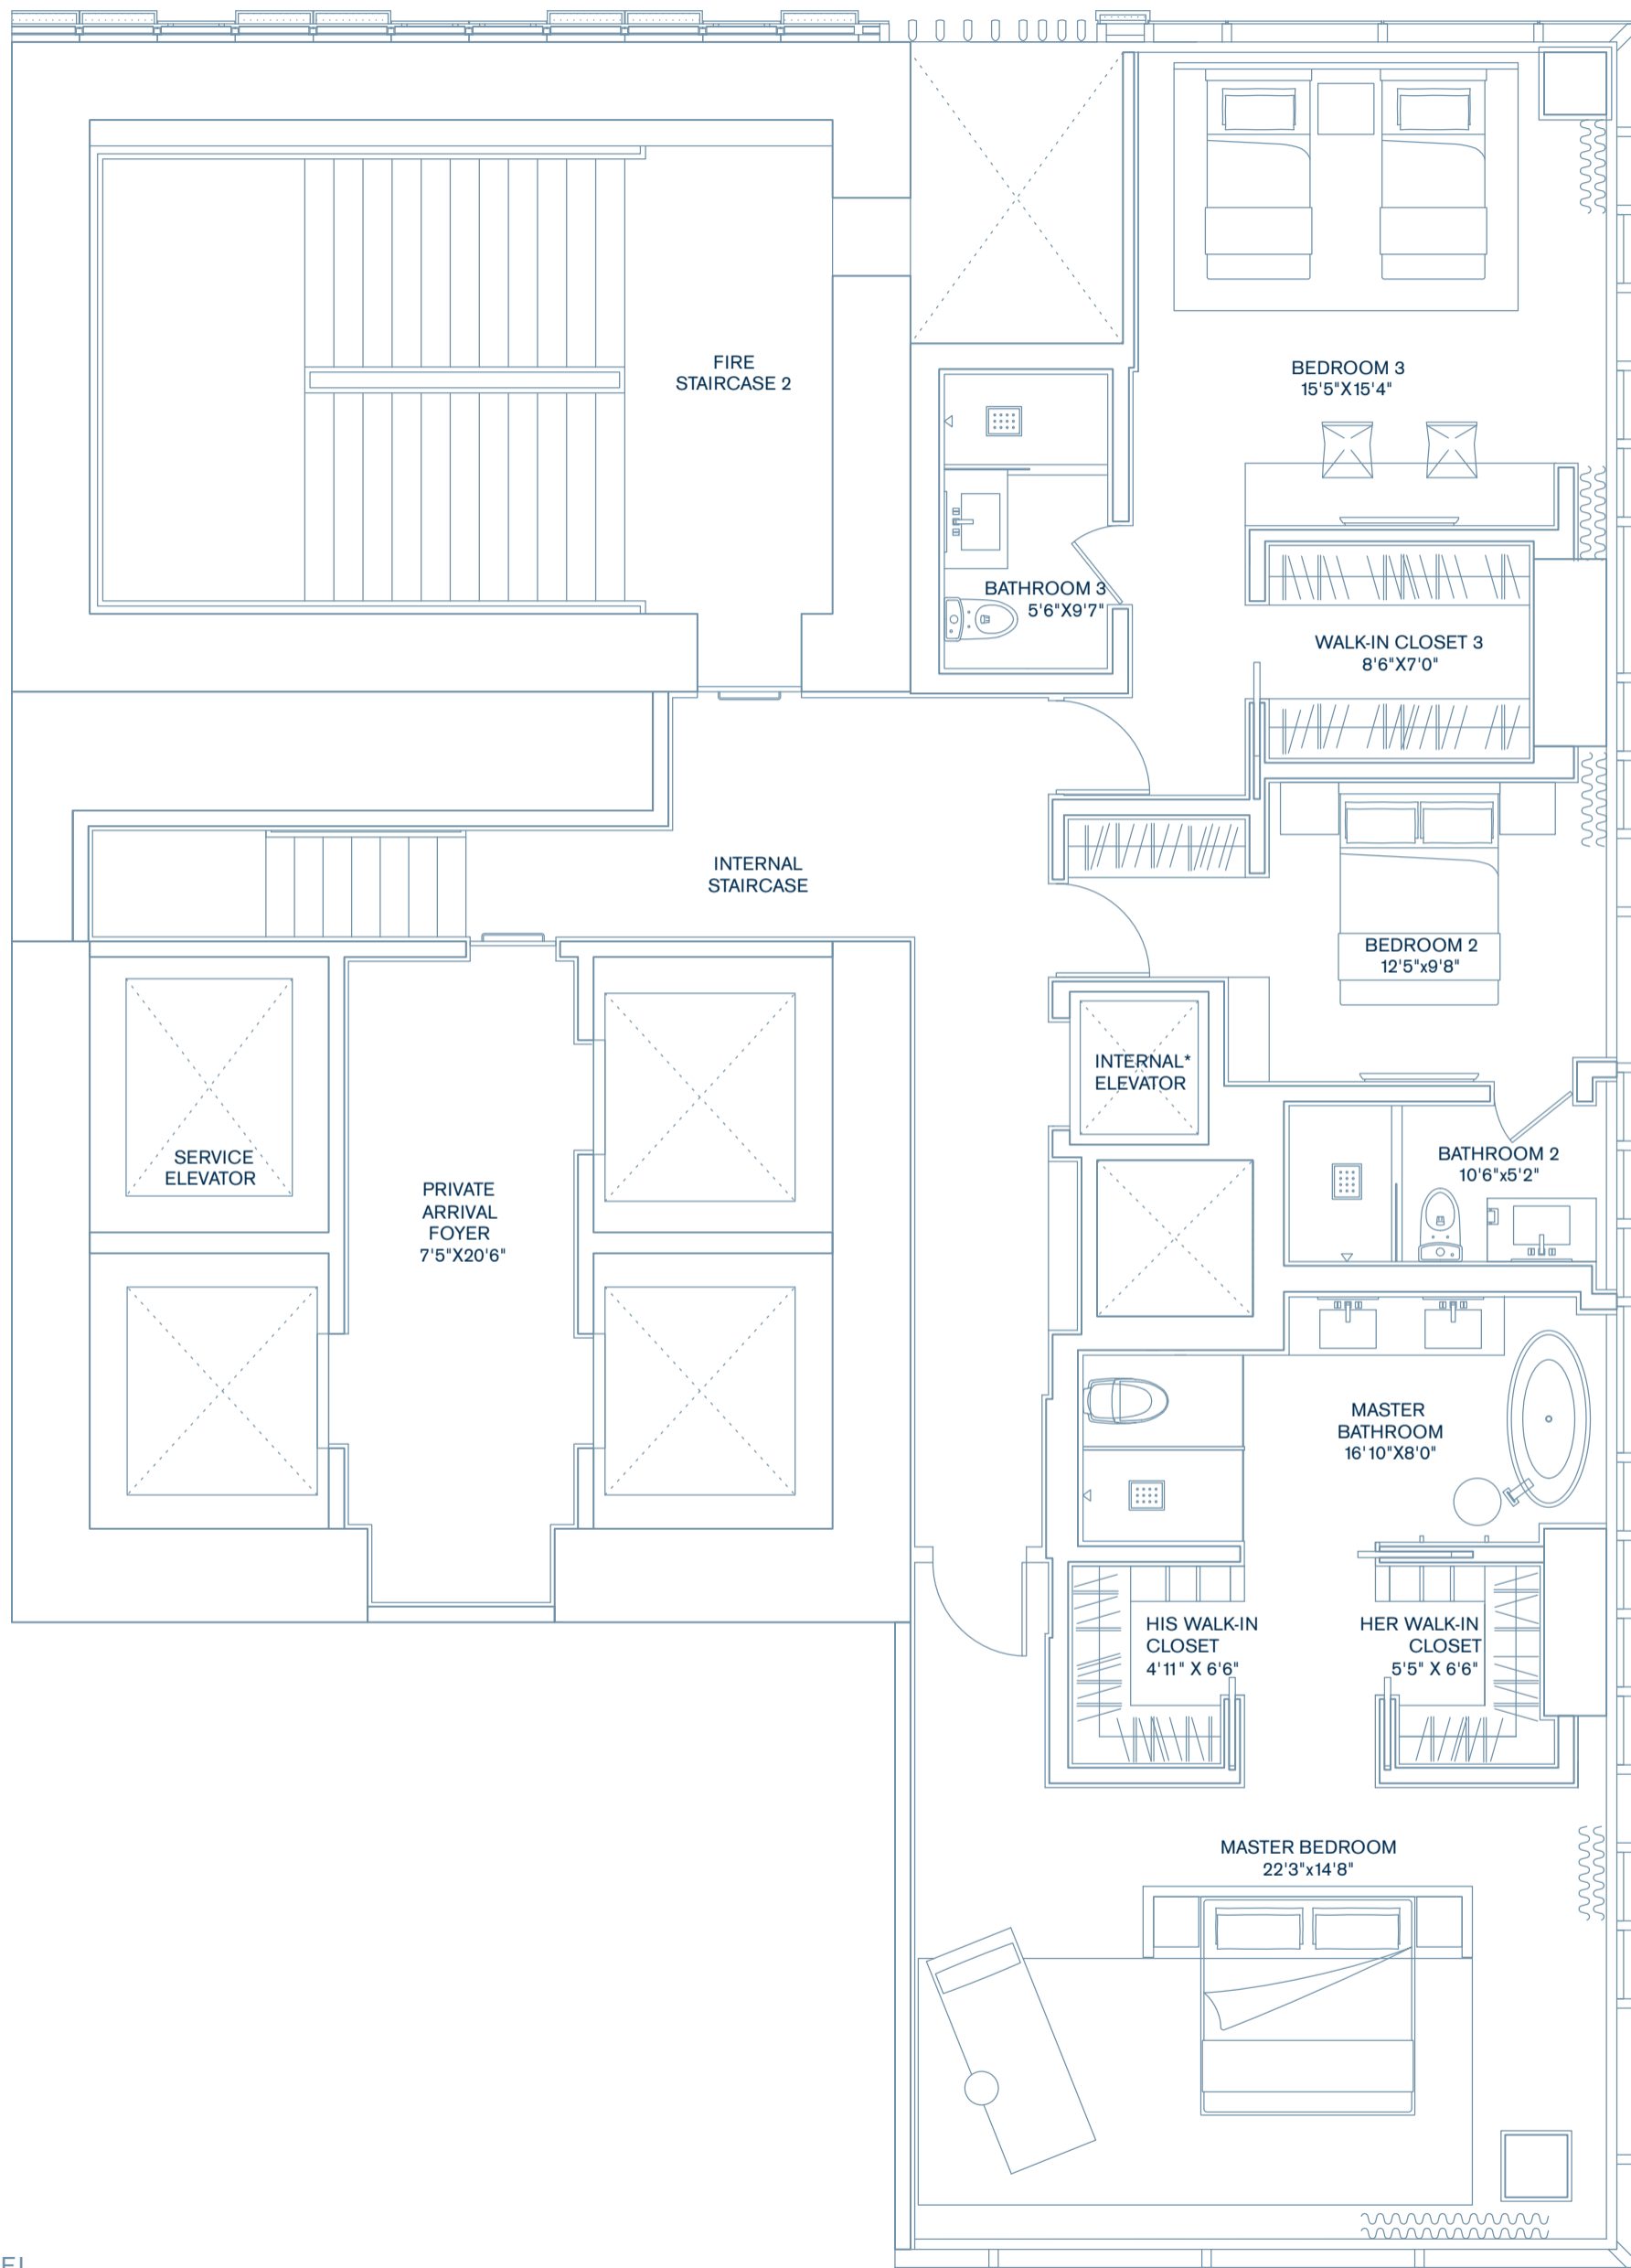 FIRE
STAIRCASE 2
BEDROOM 3
15'5"X15'4"
BATHROOM 3
5'6"X9'7"
WALK-IN CLOSET 3
8'6"X7'0"
INTERNAL
STAIRCASE
BEDROOM 2
12'5"x9'8"
INTERNAL*
ELEVATOR
SERVICE
ELEVATOR
PRIVATE
ARRIVAL
FOYER
7'5"X20'6"
BATHROOM 2
10'6"x5'2"
MASTER
BATHROOM
16'10"X8'0"
HIS WALK-IN
CLOSET
4'11" X 6'6"
HER WALK-IN
CLOSET
5'5" X 6'6"
MASTER BEDROOM
22'3"x14'8"